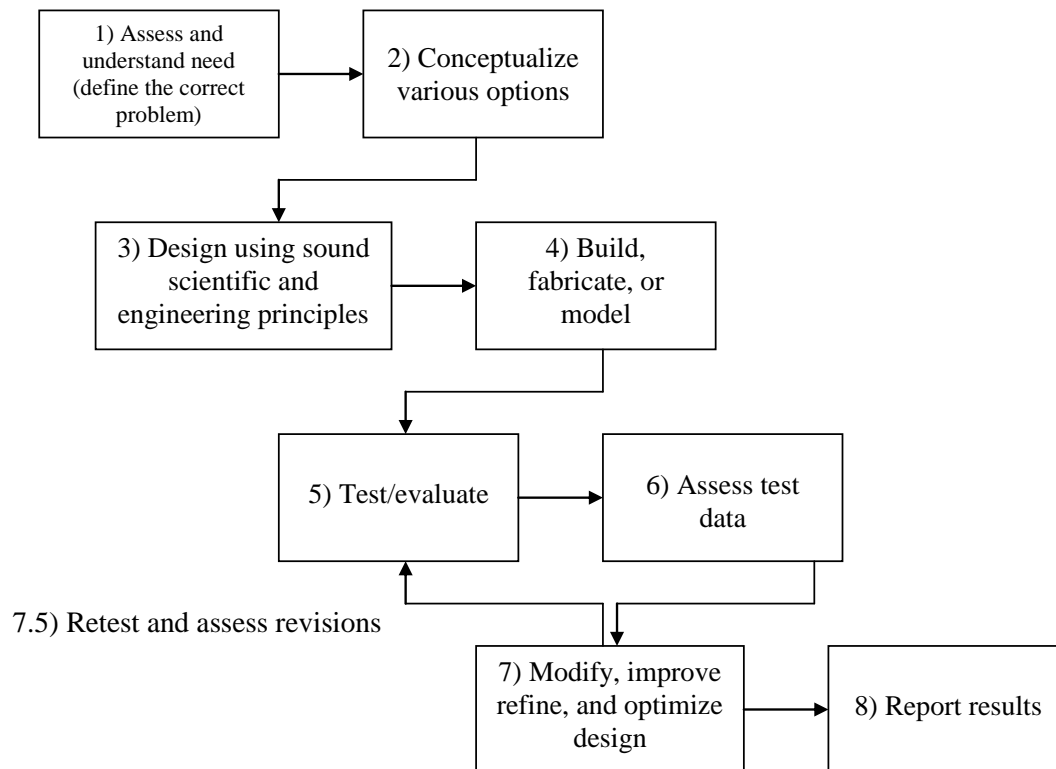 1) Assess and
understand need
(define the correct
problem)
2) Conceptualize
various options
3) Design using sound
scientific and
engineering principles
4) Build,
fabricate, or
model
5) Test/evaluate
6) Assess test
data
7.5) Retest and assess revisions
7) Modify, improve
refine, and optimize
design
8) Report results